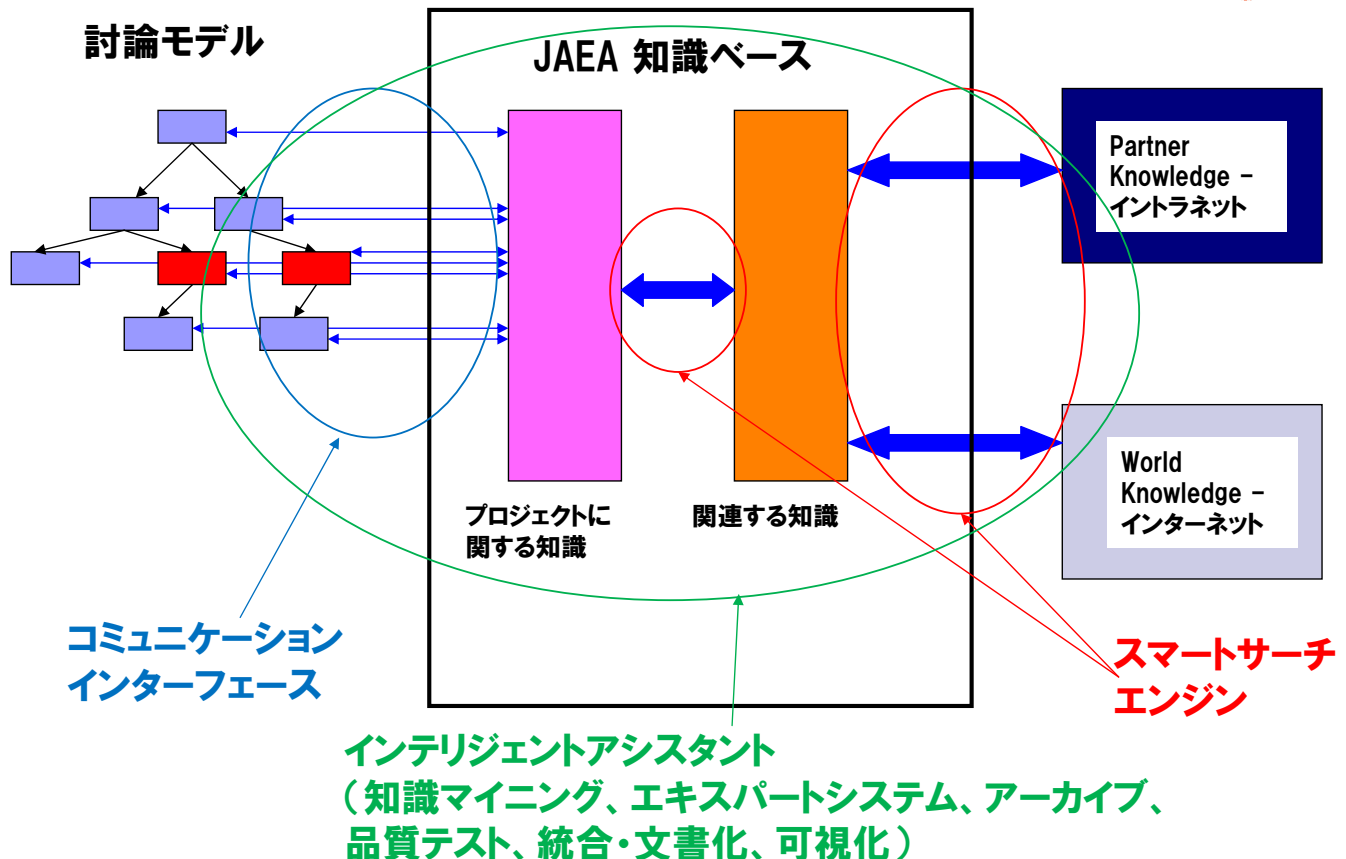 討論モデル
JAEA 知識ベース
Partner
Knowledge -
イントラネット
World
Knowledge -
インターネット
プロジェクトに
関する知識
関連する知識
コミュニケーション
インターフェース
スマートサーチ
エンジン
インテリジェントアシスタント
（知識マイニング、エキスパートシステム、アーカイブ、
品質テスト、統合・文書化、可視化）